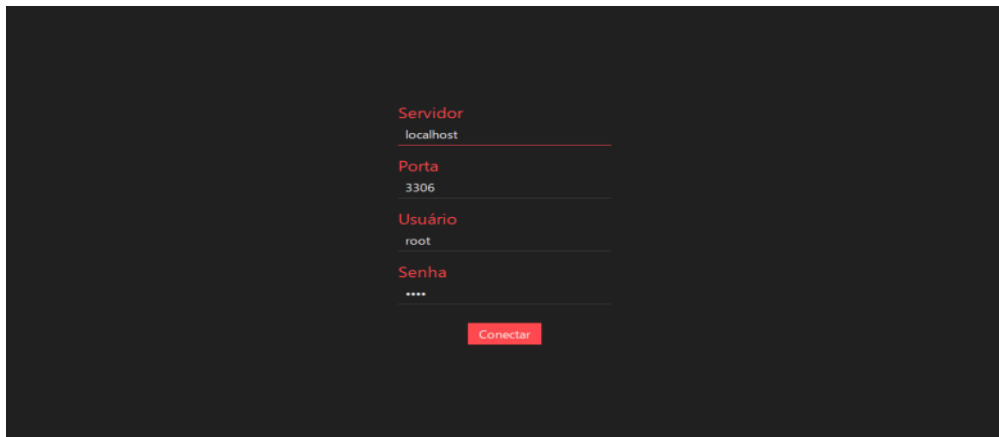 Servidor
localhost
Porta
3306
Usuário
root
Senha
••••
Conectar